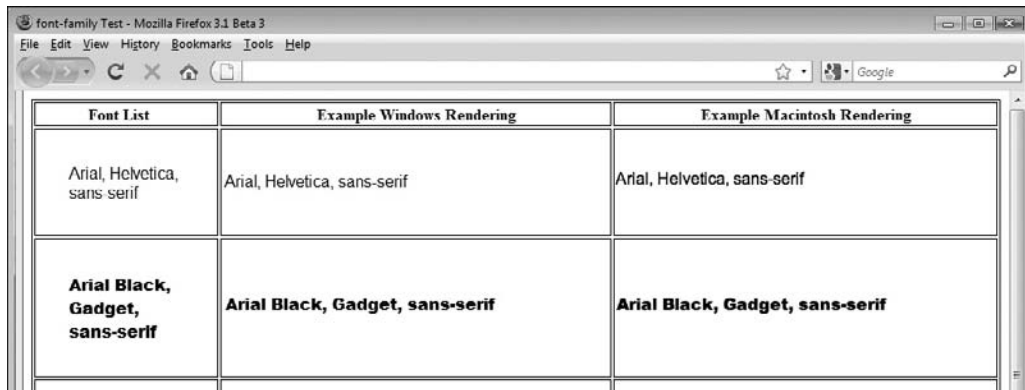 font-family Test - Mozilla Firefox 3.1 Beta 3
File Edit View History Bookmarks Tools Help
Google
Font List Example Windows Rendering Example Macintosh Rendering
Arial, Helvetica,
sans-serif
Arial, Helvetica, sans-serif
Arial, Helvetica, sans-serif
Arial Black,
Gadget,
sans-serif
Arial Black, Gadget, sans-serif
Arial Black, Gadget, sans-serif